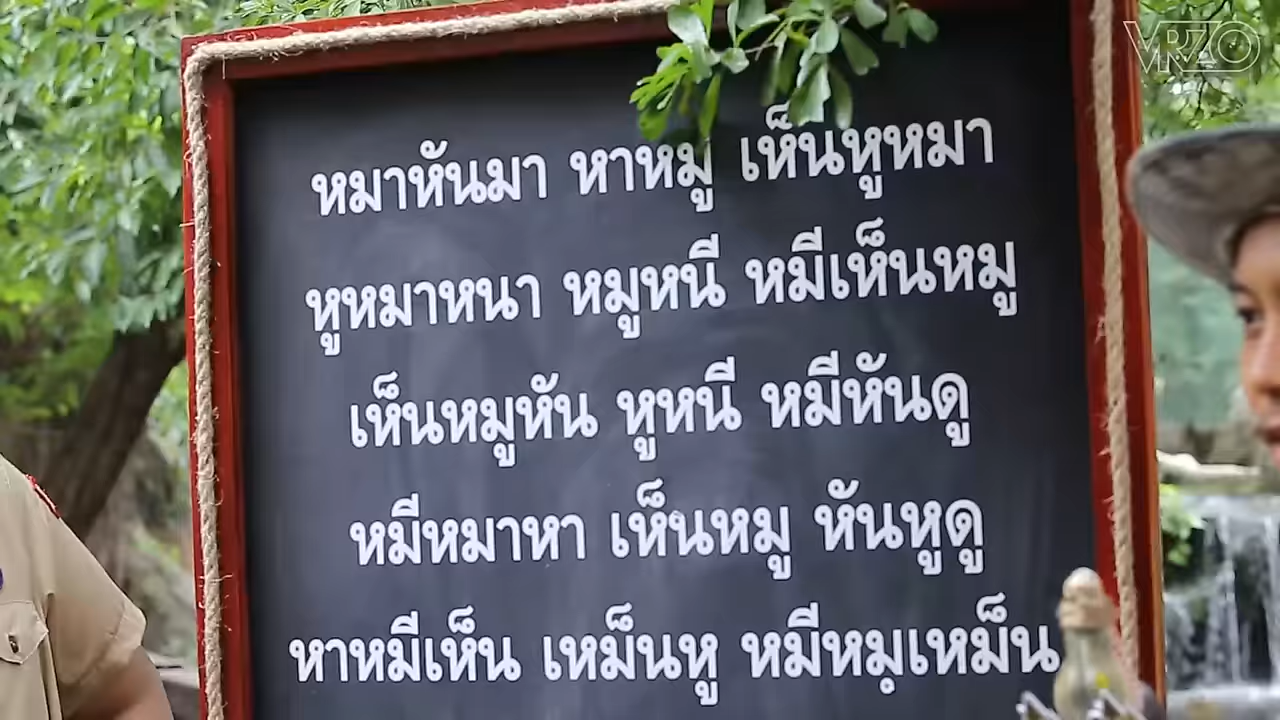 VRZO
หมาหันมา หาหมู เห็นหูหมา
หูหมาหนา หมูหนี หมีเห็นหมู
เห็นหมูหัน หูหนี หมีหันดู
หมีหมาหา เห็นหมู หันหูดู
หาหมีเห็น เหม็นหู หมีหมฺเหม็น